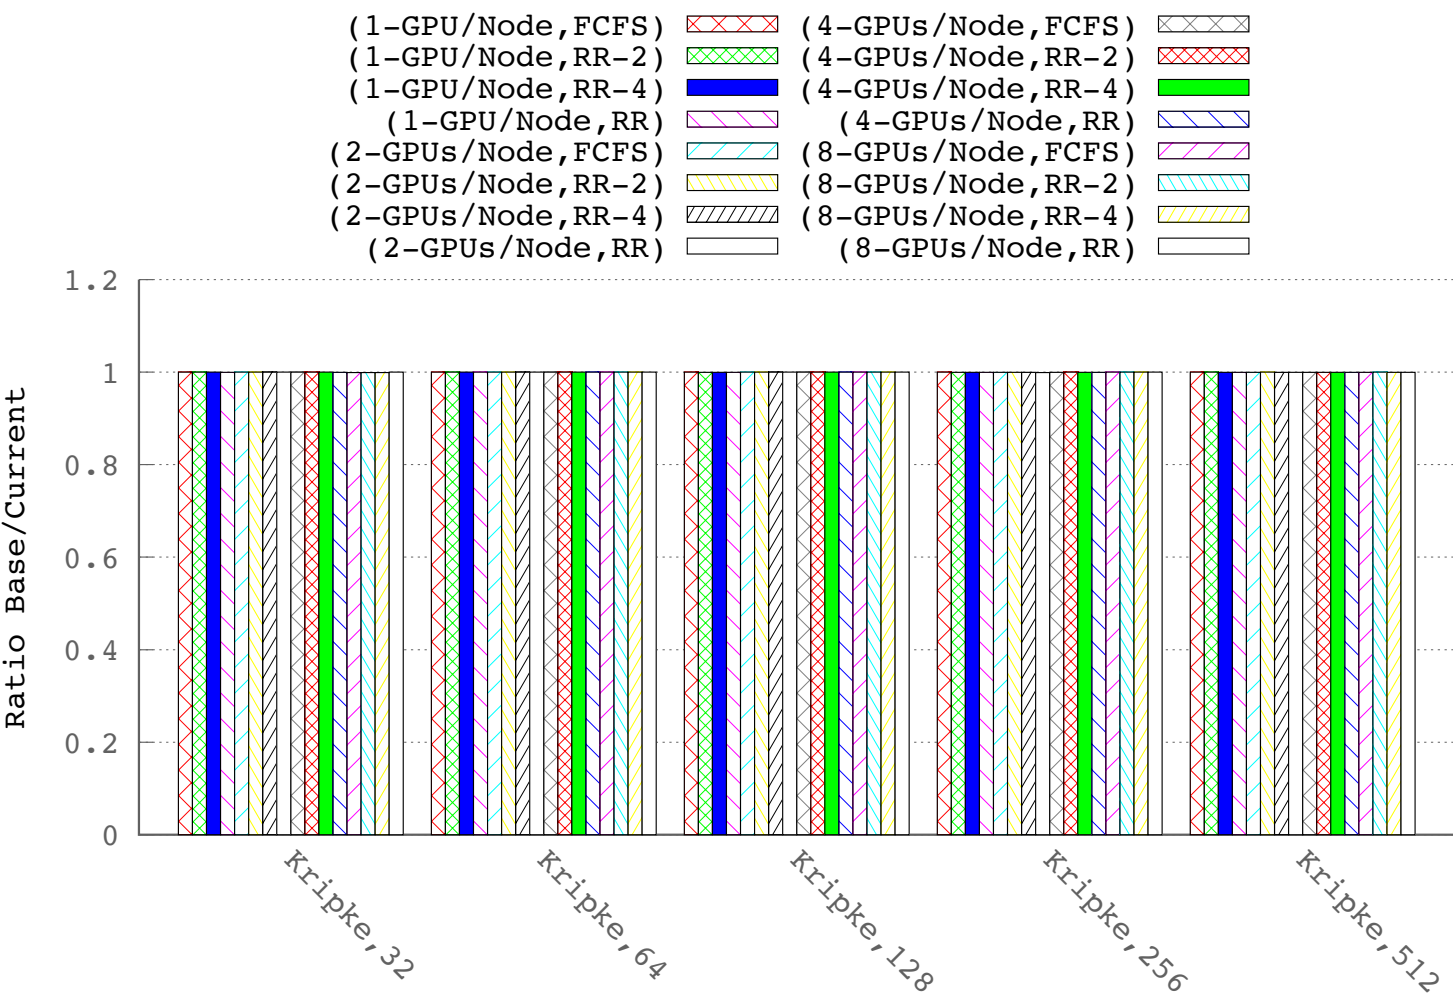 (1-GPU/Node,FCFS)
(1-GPU/Node,RR-2)
(1-GPU/Node,RR-4)
(1-GPU/Node,RR)
(2-GPUs/Node,FCFS)
(2-GPUs/Node,RR-2)
(2-GPUs/Node,RR-4)
(2-GPUs/Node,RR)
(4-GPUs/Node,FCFS)
(4-GPUs/Node,RR-2)
(4-GPUs/Node,RR-4)
(4-GPUs/Node,RR)
(8-GPUs/Node,FCFS)
(8-GPUs/Node,RR-2)
(8-GPUs/Node,RR-4)
(8-GPUs/Node,RR)
Ratio Base/Current
1.2
1
0.8
0.6
0.4
0.2
0
Kripke,32
Kripke,64
Kripke,128
Kripke,256
Kripke,512